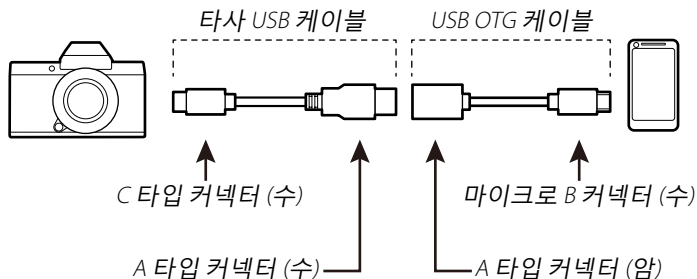 타사 USB 케이블 USB OTG 케이블
C 타입 커넥터 (수) 마이크로 B 커넥터 (수)
A 타입 커넥터 (수) A 타입 커넥터 (암)